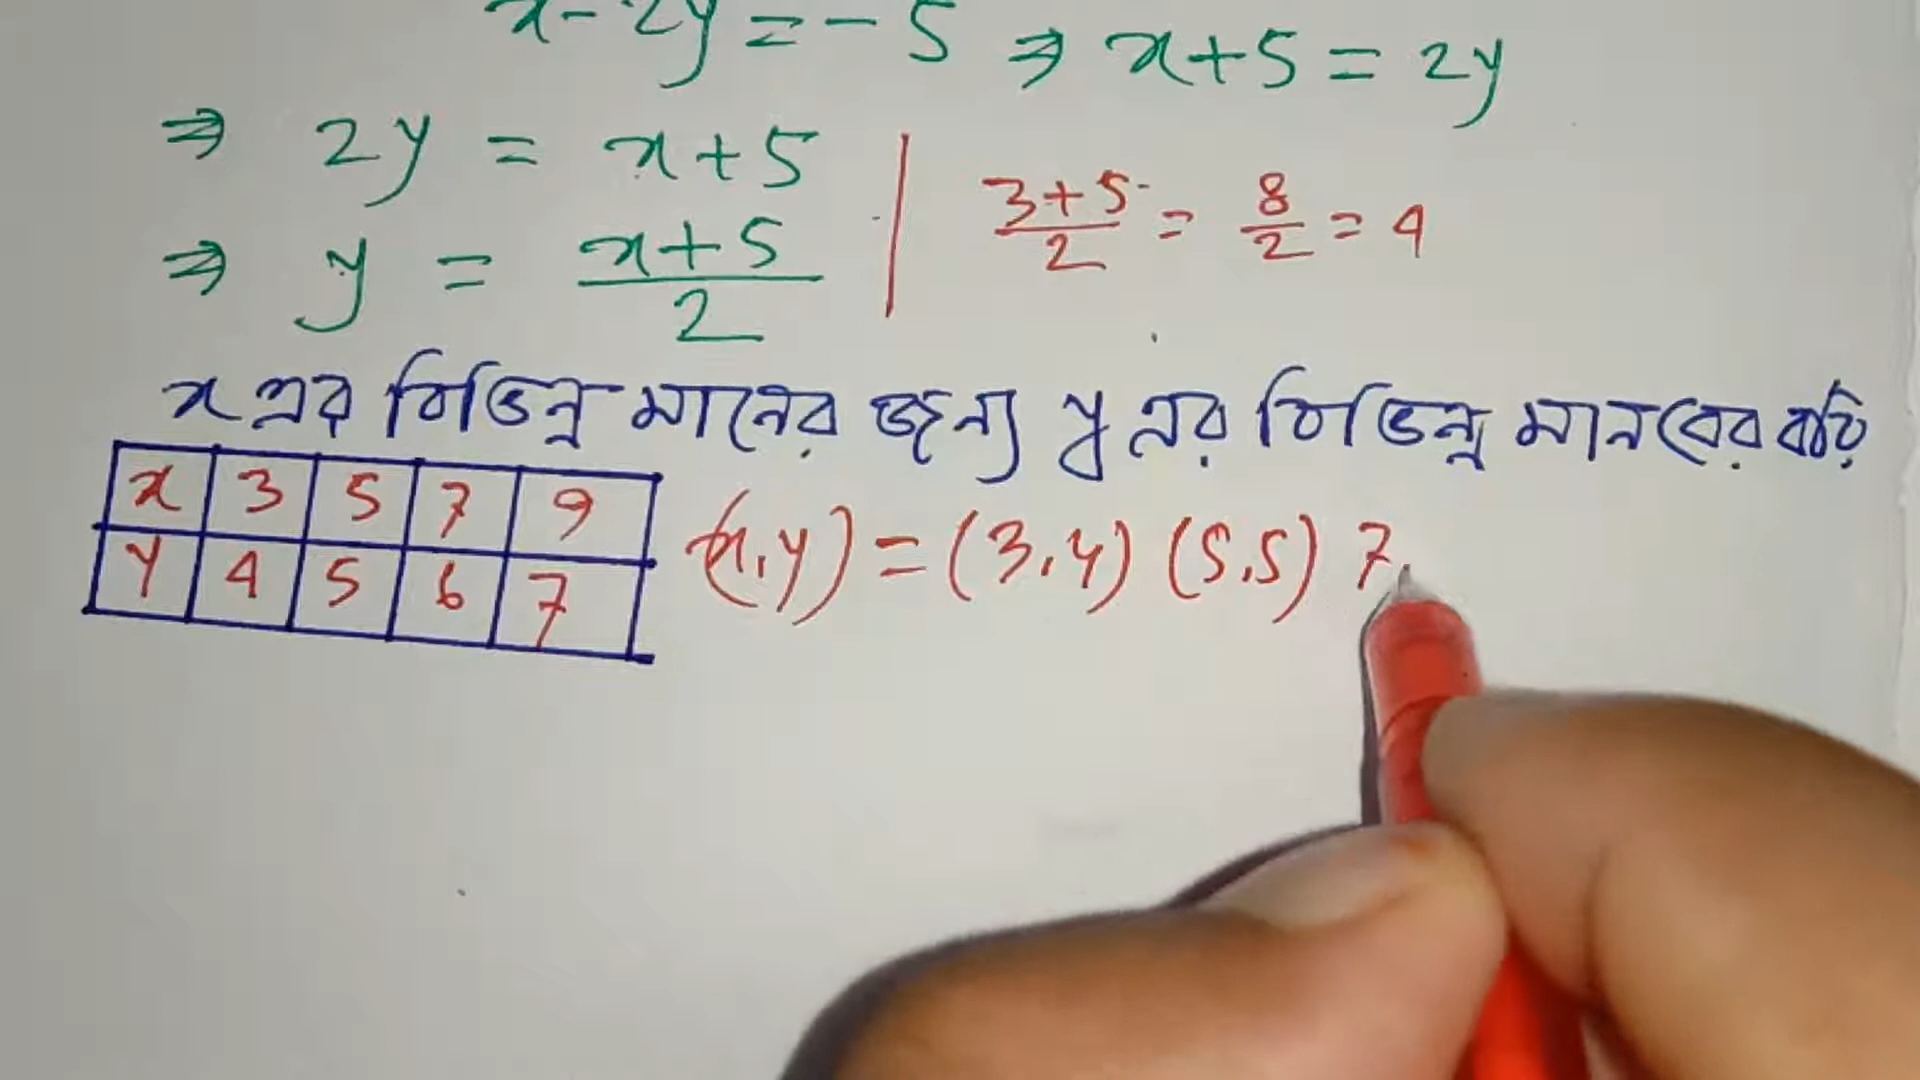 x-2y=-5 ⇒ x+5=2y
⇒ 2y = x+5
⇒ y = x+5/2
3+5/2 = 8/2 = 4
x এর বিভিন্ন মানের জন্য y এর বিভিন্ন মান বের করি
x 3 5 7 9
y 4 5 6 7
(x,y) = (3,4) (5,5) 7,